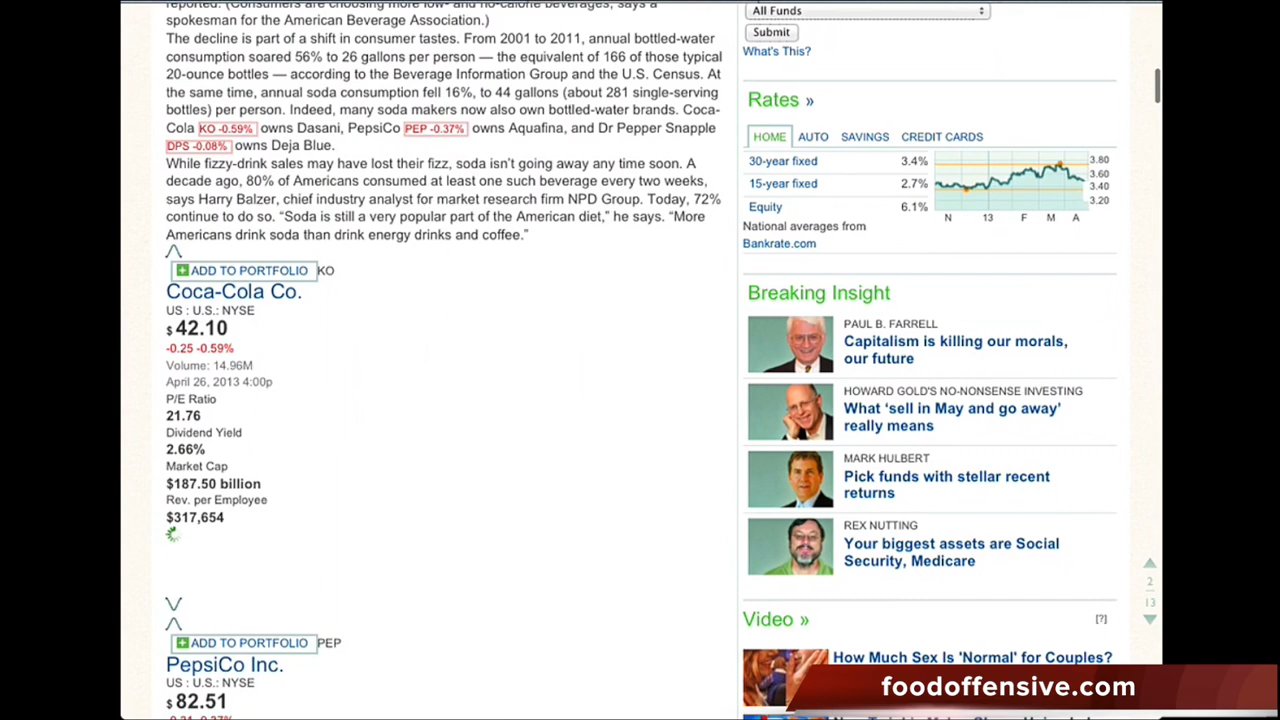 reported. (Consumers are choosing more low- and no-calorie beverages, says a
spokesman for the American Beverage Association.)
The decline is part of a shift in consumer tastes. From 2001 to 2011, annual bottled-water
consumption soared 56% to 26 gallons per person — the equivalent of 166 of those typical
20-ounce bottles — according to the Beverage Information Group and the U.S. Census. At
the same time, annual soda consumption fell 16%, to 44 gallons (about 281 single-serving
bottles) per person. Indeed, many soda makers now also own bottled-water brands. Coca-
Cola KO -0.59% owns Dasani, PepsiCo PEP -0.37% owns Aquafina, and Dr Pepper Snapple
DPS -0.08% owns Deja Blue.
While fizzy-drink sales may have lost their fizz, soda isn't going away any time soon. A
decade ago, 80% of Americans consumed at least one such beverage every two weeks,
says Harry Balzer, chief industry analyst for market research firm NPD Group. Today, 72%
continue to do so. “Soda is still a very popular part of the American diet,” he says. “More
Americans drink soda than drink energy drinks and coffee.”
ADD TO PORTFOLIO KO
Coca-Cola Co.
US : U.S.: NYSE
$ 42.10
-0.25 -0.59%
Volume: 14.96M
April 26, 2013 4:00p
P/E Ratio
21.76
Dividend Yield
2.66%
Market Cap
$187.50 billion
Rev. per Employee
$317,654
ADD TO PORTFOLIO PEP
PepsiCo Inc.
US : U.S.: NYSE
$ 82.51
All Funds
Submit
What's This?
Rates »
HOME AUTO SAVINGS CREDIT CARDS
30-year fixed 3.4%
15-year fixed 2.7%
Equity 6.1%
3.80
3.60
3.40
3.20
N 13 F M A
National averages from
Bankrate.com
Breaking Insight
PAUL B. FARRELL
Capitalism is killing our morals,
our future
HOWARD GOLD'S NO-NONSENSE INVESTING
What ‘sell in May and go away’
really means
MARK HULBERT
Pick funds with stellar recent
returns
REX NUTTING
Your biggest assets are Social
Security, Medicare
2
13
Video » [?]
How Much Sex Is 'Normal' for Couples?
foodoffensive.com